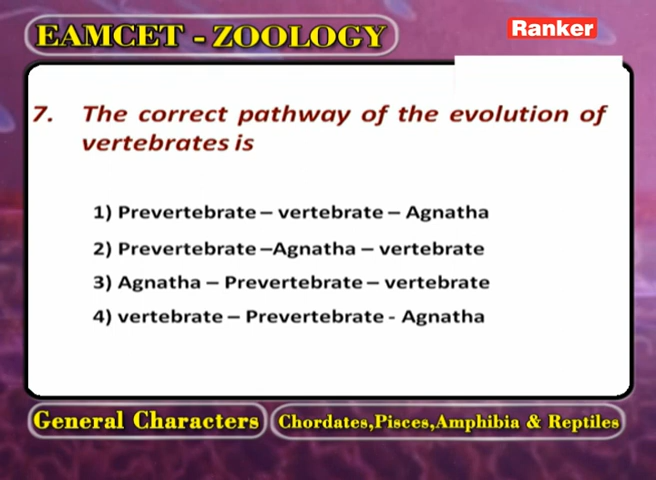 EAMCET - ZOOLOGY
Ranker
7. The correct pathway of the evolution of
vertebrates is
1) Prevertebrate – vertebrate – Agnatha
2) Prevertebrate –Agnatha – vertebrate
3) Agnatha – Prevertebrate – vertebrate
4) vertebrate – Prevertebrate - Agnatha
General Characters
Chordates,Pisces,Amphibia & Reptiles